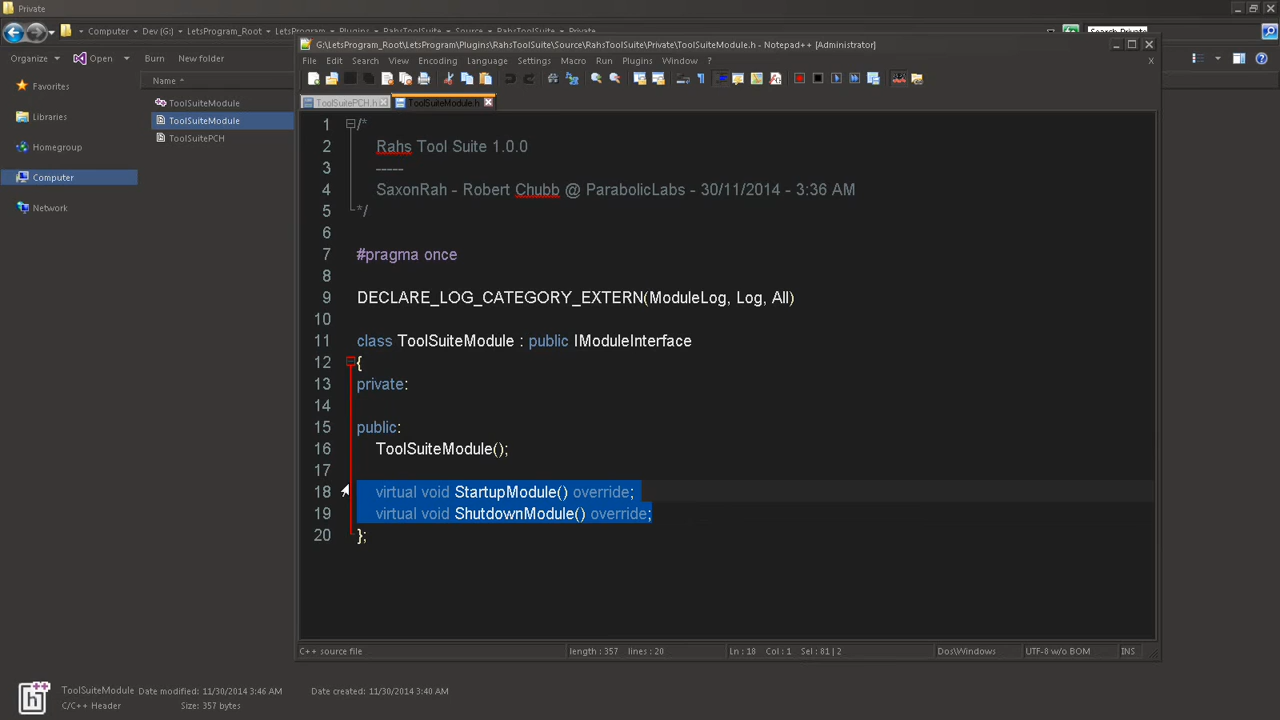 Private
Computer
Dev (G:)
LetsProgram_Root
LetsProgram
Plugins
RahsToolSuite
Source
RahsToolSuite
Private
Search Private
Organize
Open
Burn
New folder
Name
Favorites
Libraries
Homegroup
Computer
Network
ToolSuiteModule
ToolSuiteModule
ToolSuitePCH
G:\LetsProgram_Root\LetsProgram\Plugins\RahsToolSuite\Source\RahsToolSuite\Private\ToolSuiteModule.h - Notepad++ [Administrator]
File Edit Search View Encoding Language Settings Macro Run Plugins Window ? X
ToolSuitePCH.h ToolSuiteModule.h
1 /*
2 Rahs Tool Suite 1.0.0
3 -----
4 SaxonRah - Robert Chubb @ ParabolicLabs - 30/11/2014 - 3:36 AM
5 */
6
7 #pragma once
8
9 DECLARE_LOG_CATEGORY_EXTERN(ModuleLog, Log, All)
10
11 class ToolSuiteModule : public IModuleInterface
12 {
13 private:
14
15 public:
16 ToolSuiteModule();
17
18 virtual void StartupModule() override;
19 virtual void ShutdownModule() override;
20 };
C++ source file length : 357 lines : 20 Ln : 18 Col : 1 Sel : 81 | 2 Dos\Windows UTF-8 w/o BOM INS
ToolSuiteModule Date modified: 11/30/2014 3:46 AM Date created: 11/30/2014 3:40 AM
C/C++ Header Size: 357 bytes